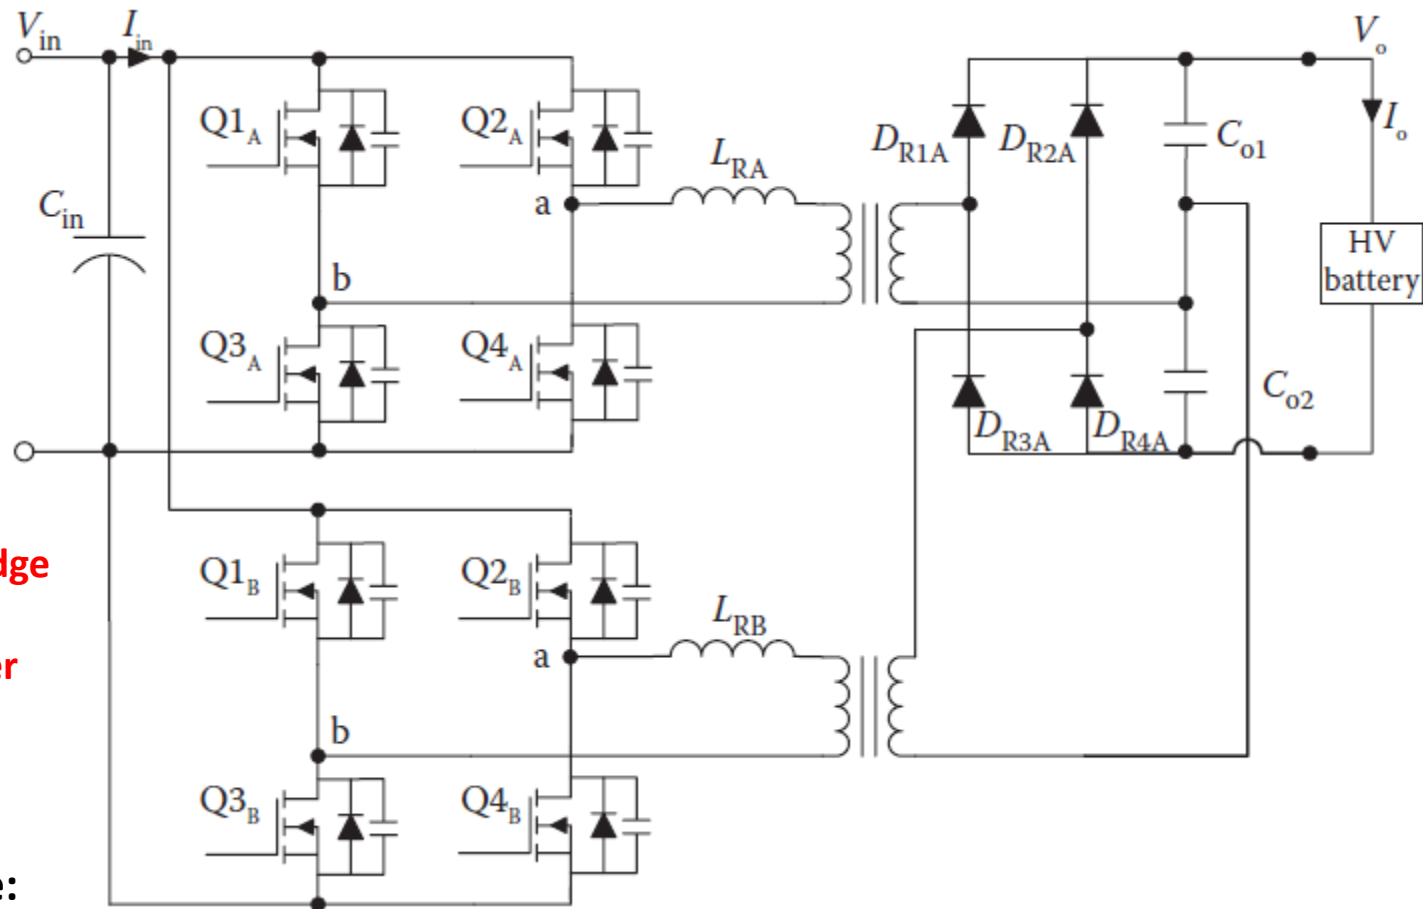 Vin
Iin
Vo
Q1A
Q2A
LRA
DR1A
DR2A
Co1
Io
Cin
a
b
HV
battery
Q3A
Q4A
Co2
DR3A
DR4A
dge
Q1B
Q2B
LRB
er
a
b
Q3B
Q4B
e: